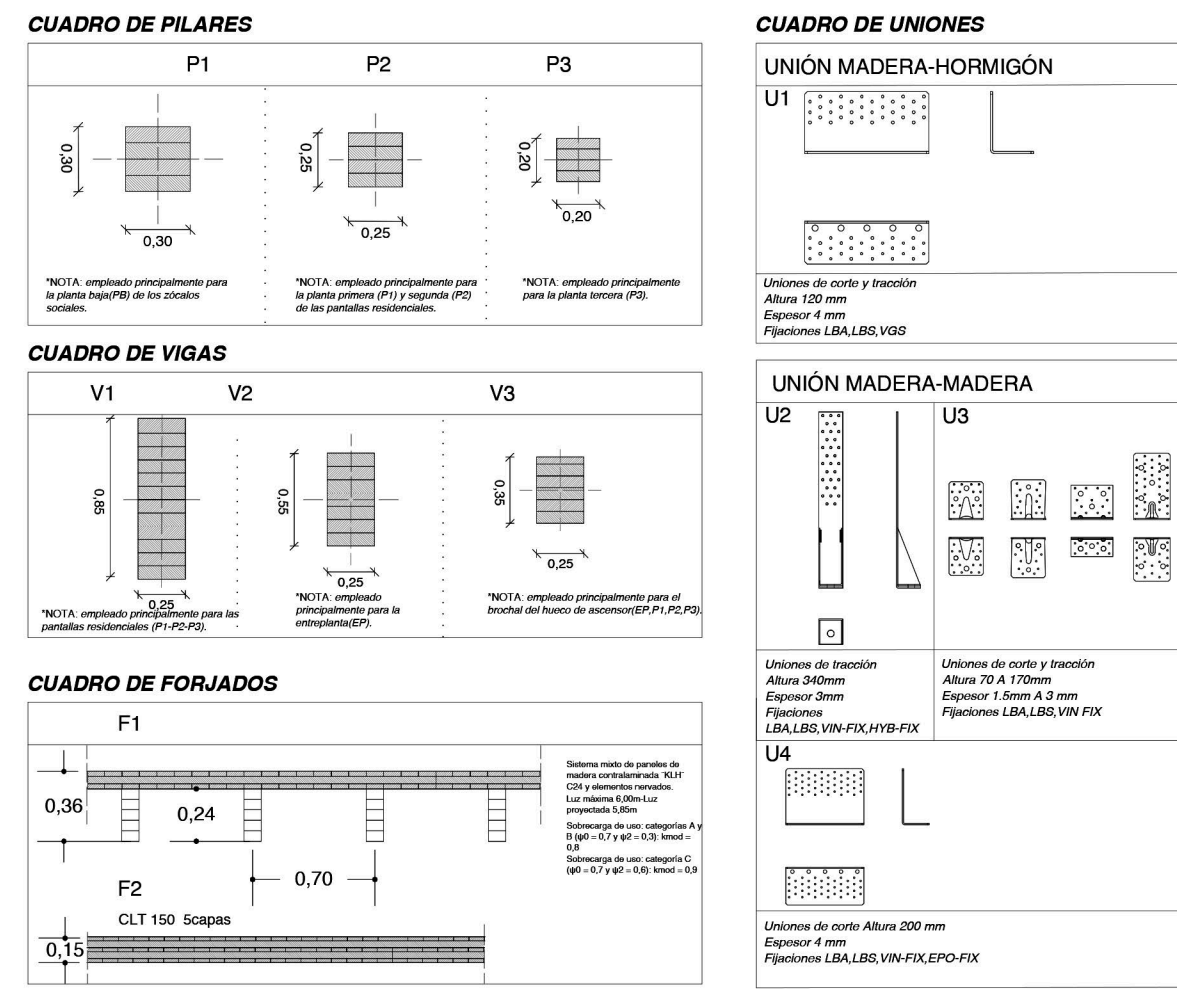 CUADRO DE PILARES
P1
P2
P3
0,30
0,30
0,25
0,25
0,20
0,20
*NOTA: empleado principalmente para
la planta baja(PB) de los zócalos
sociales.
*NOTA: empleado principalmente para
la planta primera (P1) y segunda (P2)
de las pantallas residenciales.
*NOTA: empleado principalmente
para la planta tercera (P3).
CUADRO DE VIGAS
V1
V2
V3
0,85
0,25
0,55
0,25
0,35
0,25
*NOTA: empleado principalmente para las
pantallas residenciales (P1-P2-P3).
*NOTA: empleado
principalmente para la
entreplanta(EP).
*NOTA: empleado principalmente para el
brochal del hueco de ascensor(EP,P1,P2,P3).
CUADRO DE FORJADOS
F1
0,36
0,24
0,70
Sistema mixto de paneles de
madera contralaminada ¨KLH¨
C24 y elementos nervados.
Luz máxima 6,00m-Luz
proyectada 5,85m
Sobrecarga de uso: categorías A y
B (ψ0 = 0,7 y ψ2 = 0,3): kmod =
0,8
Sobrecarga de uso: categoría C
(ψ0 = 0,7 y ψ2 = 0,6): kmod = 0,9
F2
CLT 150 5capas
0,15
CUADRO DE UNIONES
UNIÓN MADERA-HORMIGÓN
U1
Uniones de corte y tracción
Altura 120 mm
Espesor 4 mm
Fijaciones LBA,LBS,VGS
UNIÓN MADERA-MADERA
U2
U3
Uniones de tracción
Altura 340mm
Espesor 3mm
Fijaciones
LBA,LBS,VIN-FIX,HYB-FIX
Uniones de corte y tracción
Altura 70 A 170mm
Espesor 1.5mm A 3 mm
Fijaciones LBA,LBS,VIN FIX
U4
Uniones de corte Altura 200 mm
Espesor 4 mm
Fijaciones LBA,LBS,VIN-FIX,EPO-FIX